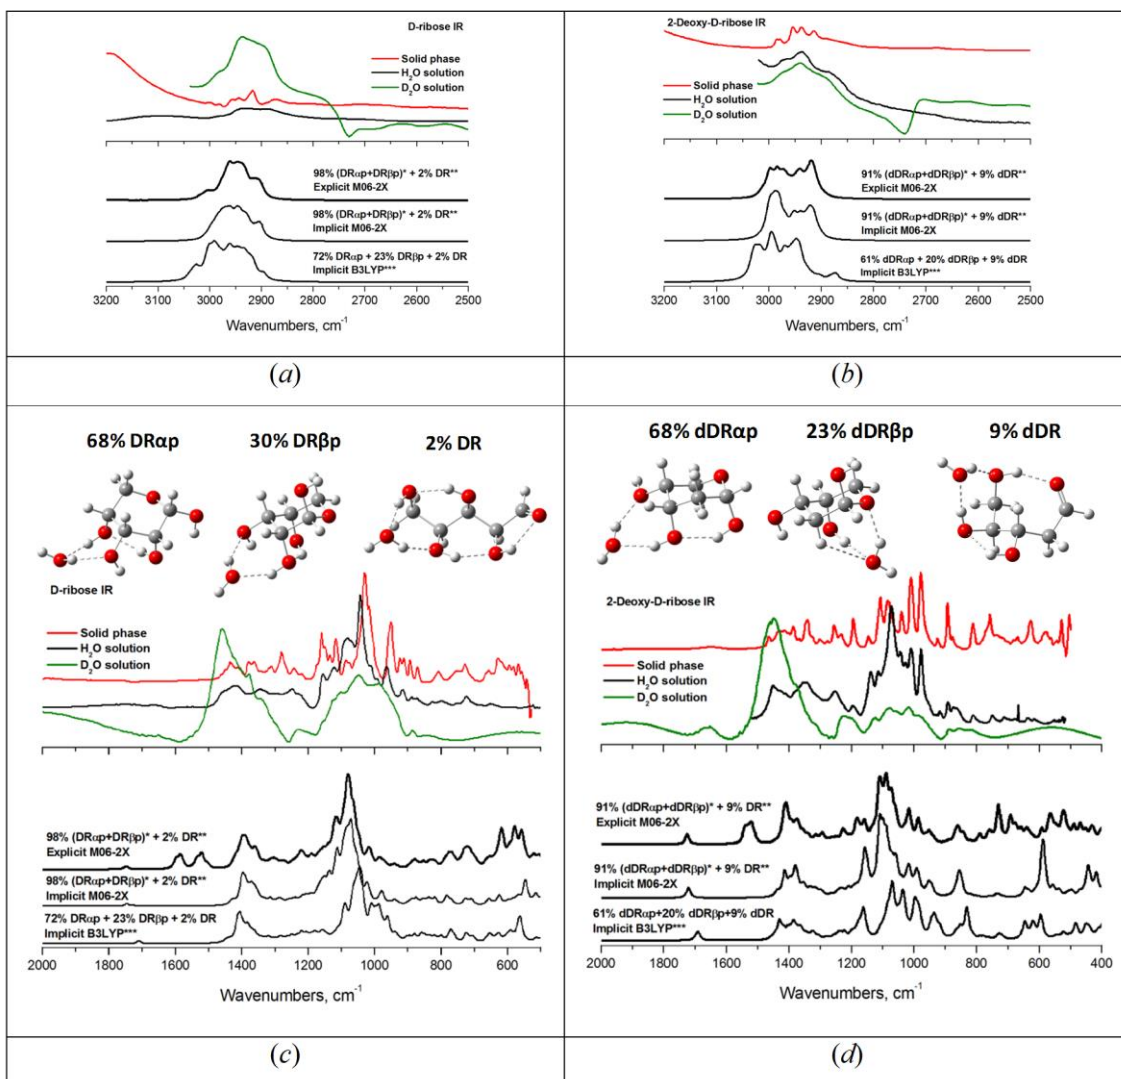 D-ribose IR
Solid phase
H2O solution
D2O solution
98% (DRαp+DRβp)* + 2% DR**
Explicit M06-2X
98% (DRαp+DRβp)* + 2% DR**
Implicit M06-2X
72% DRαp + 23% DRβp + 2% DR
Implicit B3LYP***
3200 3100 3000 2900 2800 2700 2600 2500
Wavenumbers, cm-1
2-Deoxy-D-ribose IR
Solid phase
H2O solution
D2O solution
91% (dDRαp+dDRβp)* + 9% dDR**
Explicit M06-2X
91% (dDRαp+dDRβp)* + 9% dDR**
Implicit M06-2X
61% dDRαp + 20% dDRβp + 9% dDR
Implicit B3LYP***
3200 3100 3000 2900 2800 2700 2600 2500
Wavenumbers, cm-1
(a)
(b)
68% DRαp 30% DRβp 2% DR
D-ribose IR
Solid phase
H2O solution
D2O solution
98% (DRαp+DRβp)* + 2% DR**
Explicit M06-2X
98% (DRαp+DRβp)* + 2% DR**
Implicit M06-2X
72% DRαp + 23% DRβp + 2% DR
Implicit B3LYP***
2000 1800 1600 1400 1200 1000 800 600
Wavenumbers, cm-1
68% dDRαp 23% dDRβp 9% dDR
2-Deoxy-D-ribose IR
Solid phase
H2O solution
D2O solution
91% (dDRαp+dDRβp)* + 9% DR**
Explicit M06-2X
91% (dDRαp+dDRβp)* + 9% DR**
Implicit M06-2X
61% dDRαp+20% dDRβp+9% dDR
Implicit B3LYP***
2000 1800 1600 1400 1200 1000 800 600 400
Wavenumbers, cm-1
(c)
(d)